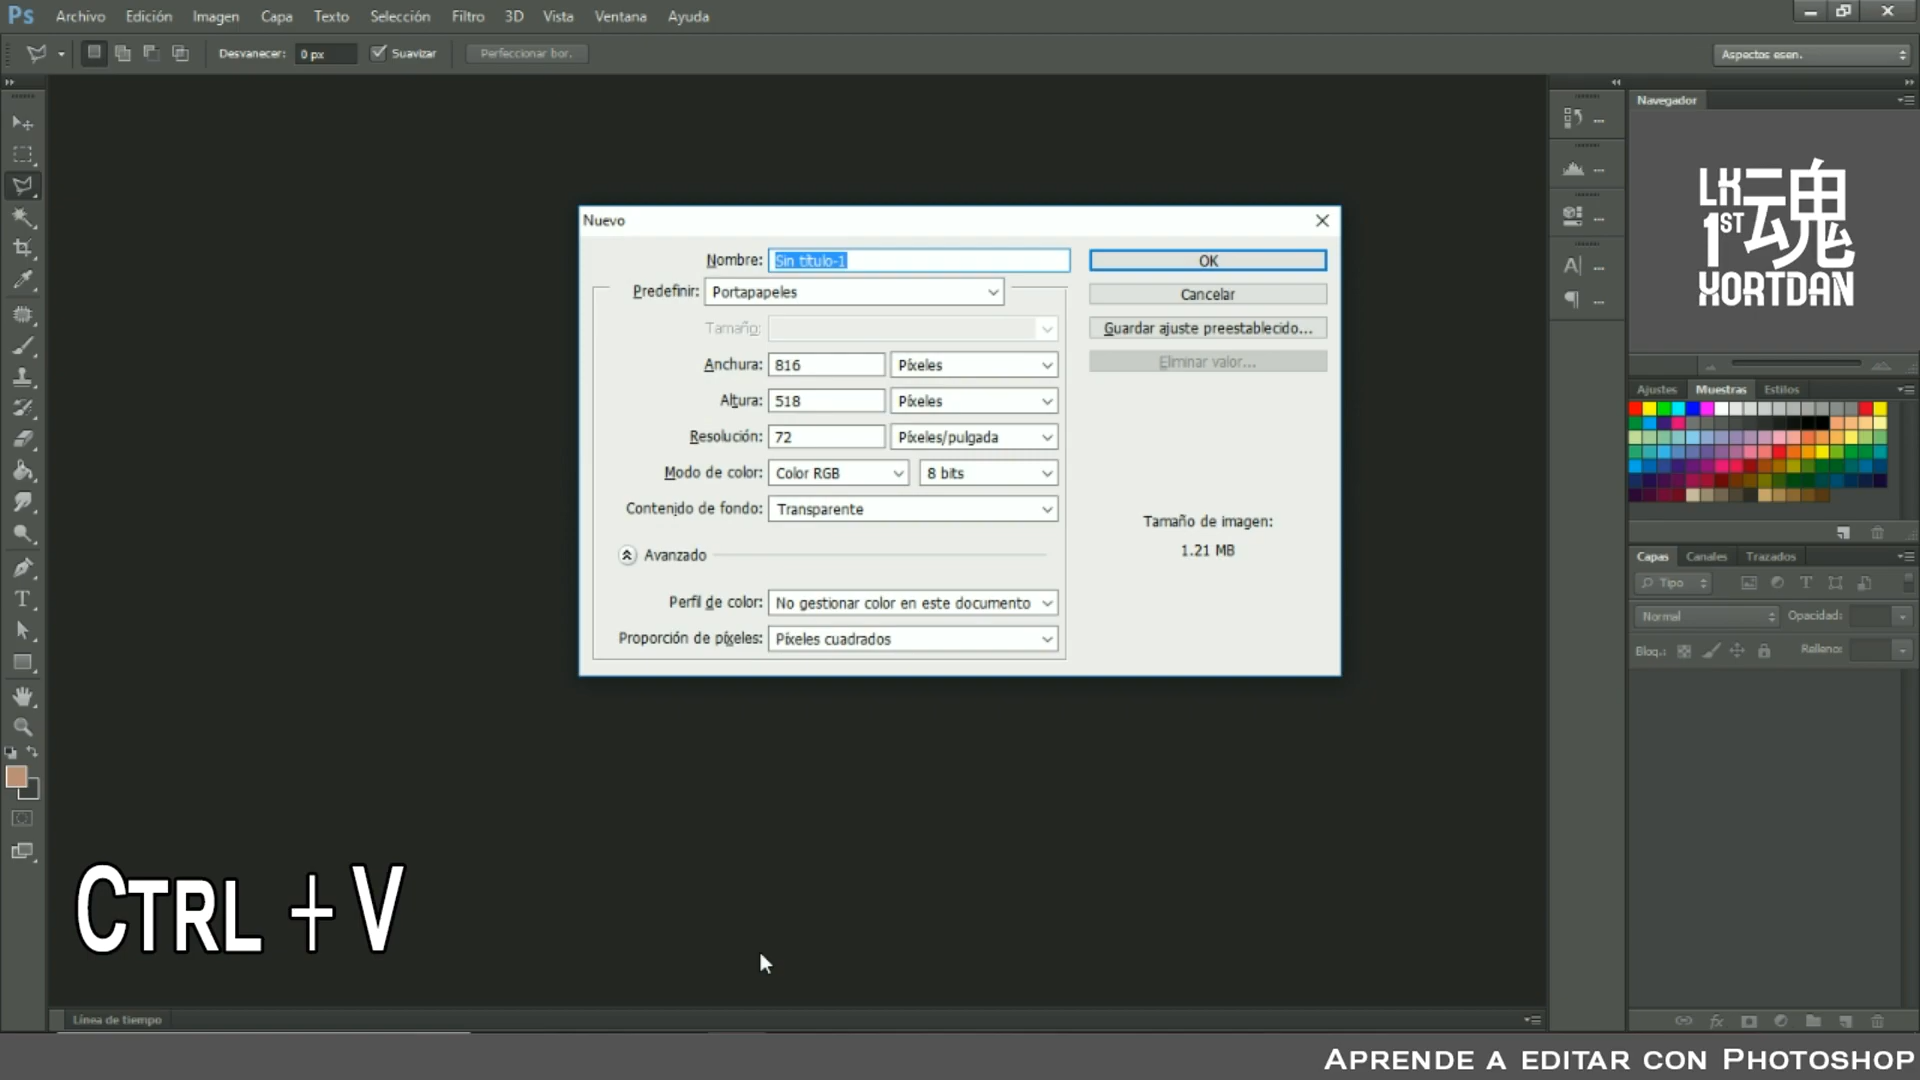 Ps Archivo Edición Imagen Capa Texto Selección Filtro 3D Vista Ventana Ayuda
Desvanecer: 0 px Suavizar Perfeccionar bor. Aspectos esen.
Navegador
LK
1ST
魂
XORTDAN
Nuevo
Nombre: Sin título-1 OK
Predefinir: Portapapeles Cancelar
Tamaño: Guardar ajuste preestablecido...
Anchura: 816 Píxeles Eliminar valor...
Altura: 518 Píxeles
Resolución: 72 Píxeles/pulgada
Modo de color: Color RGB 8 bits
Contenido de fondo: Transparente
Tamaño de imagen:
1.21 MB
Avanzado
Perfil de color: No gestionar color en este documento
Proporción de píxeles: Píxeles cuadrados
Ajustes Muestras Estilos
Capas Canales Trazados
Tipo
Normal Opacidad:
Bloq.: Relleno:
Ctrl + V
Línea de tiempo
Aprende a editar con Photoshop